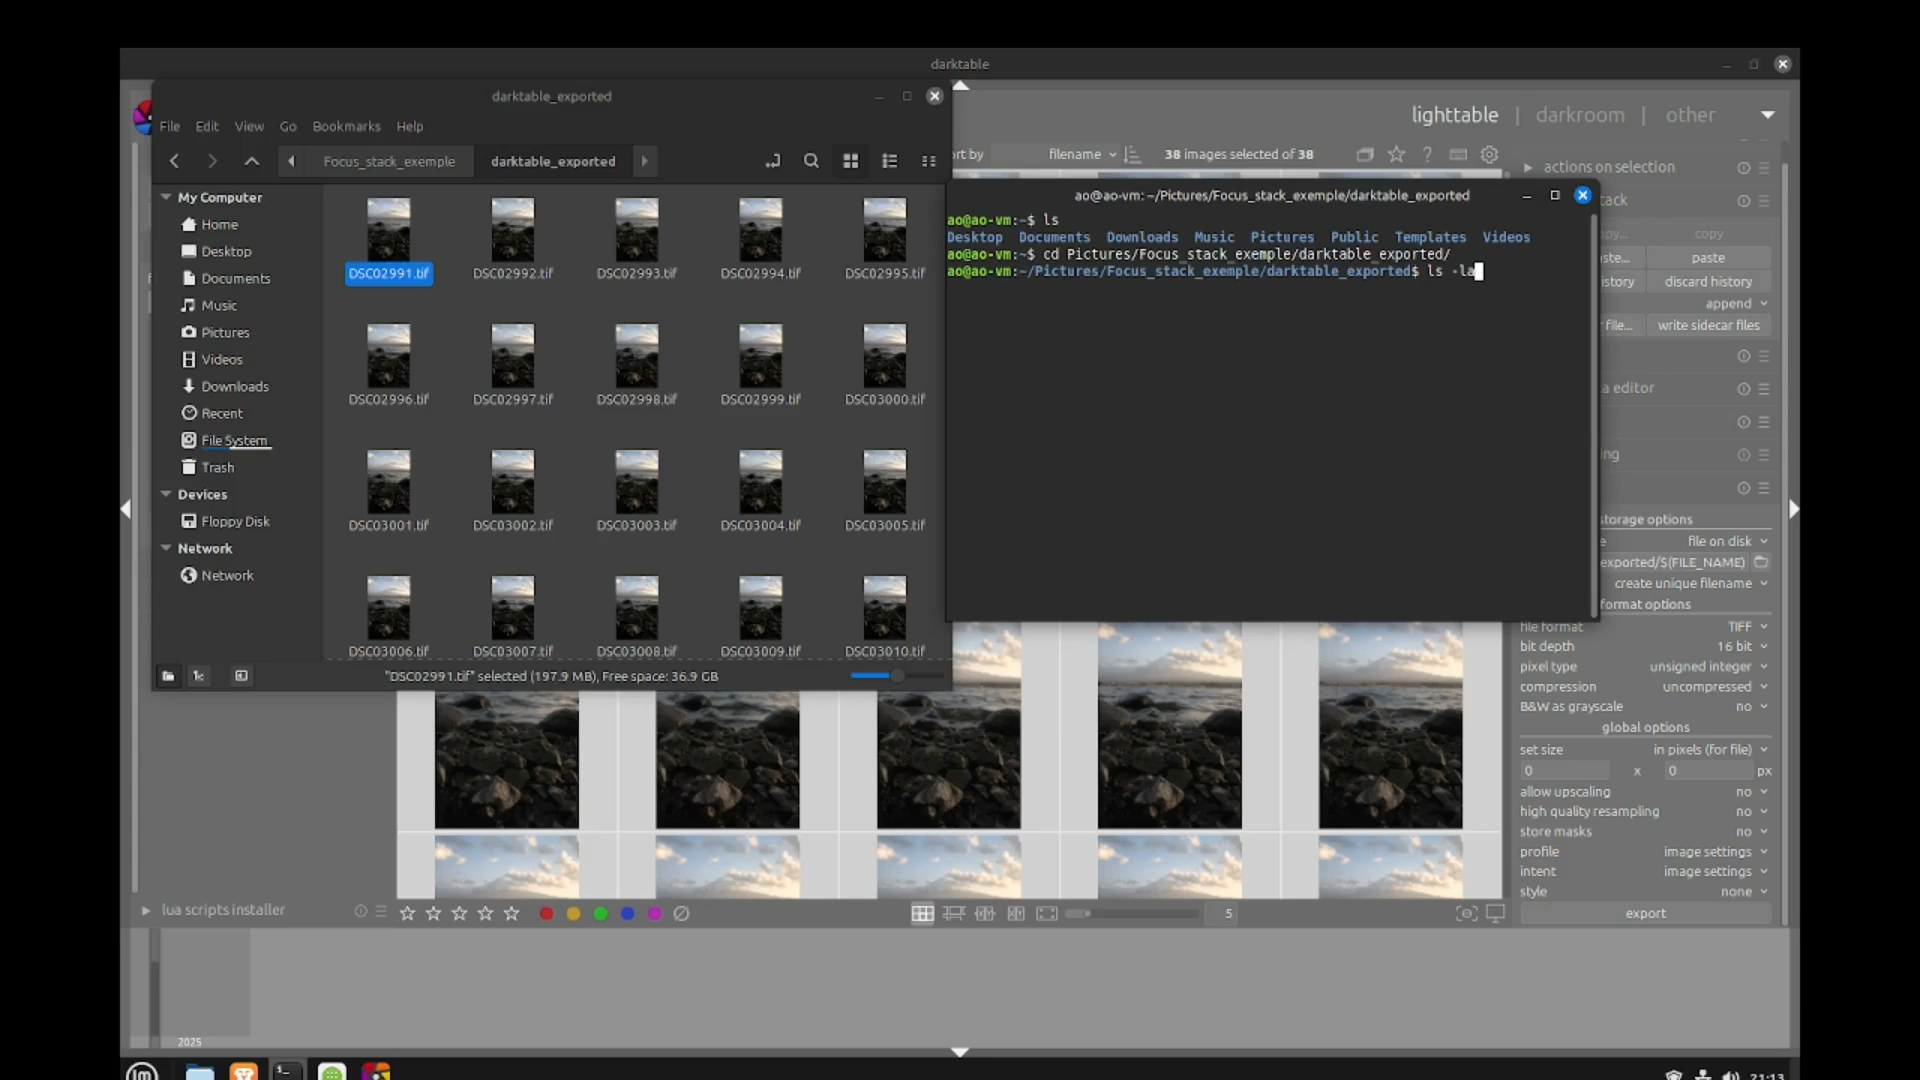 darktable
darktable_exported
File Edit View Go Bookmarks Help
Focus_stack_exemple darktable_exported
My Computer
Home
Desktop
Documents
Music
Pictures
Videos
Downloads
Recent
File System
Trash
Devices
Floppy Disk
Network
Network
DSC02991.tif DSC02992.tif DSC02993.tif DSC02994.tif DSC02995.tif
DSC02996.tif DSC02997.tif DSC02998.tif DSC02999.tif DSC03000.tif
DSC03001.tif DSC03002.tif DSC03003.tif DSC03004.tif DSC03005.tif
DSC03006.tif DSC03007.tif DSC03008.tif DSC03009.tif DSC03010.tif
"DSC02991.tif" selected (197.9 MB), Free space: 36.9 GB
lighttable | darkroom | other
ort by filename 38 images selected of 38
ao@ao-vm: ~/Pictures/Focus_stack_exemple/darktable_exported
ao@ao-vm:~$ ls
Desktop Documents Downloads Music Pictures Public Templates Videos
ao@ao-vm:~$ cd Pictures/Focus_stack_exemple/darktable_exported/
ao@ao-vm:~/Pictures/Focus_stack_exemple/darktable_exported$ ls -la
actions on selection
tack
copy
paste
istory discard history
append
file... write sidecar files
a editor
ng
storage options
e file on disk
exported/$(FILE_NAME)
create unique filename
format options
file format TIFF
bit depth 16 bit
pixel type unsigned integer
compression uncompressed
B&W as grayscale no
global options
set size in pixels (for file)
0 x 0 px
allow upscaling no
high quality resampling no
store masks no
profile image settings
intent image settings
style none
export
lua scripts installer
5
2025
21:13